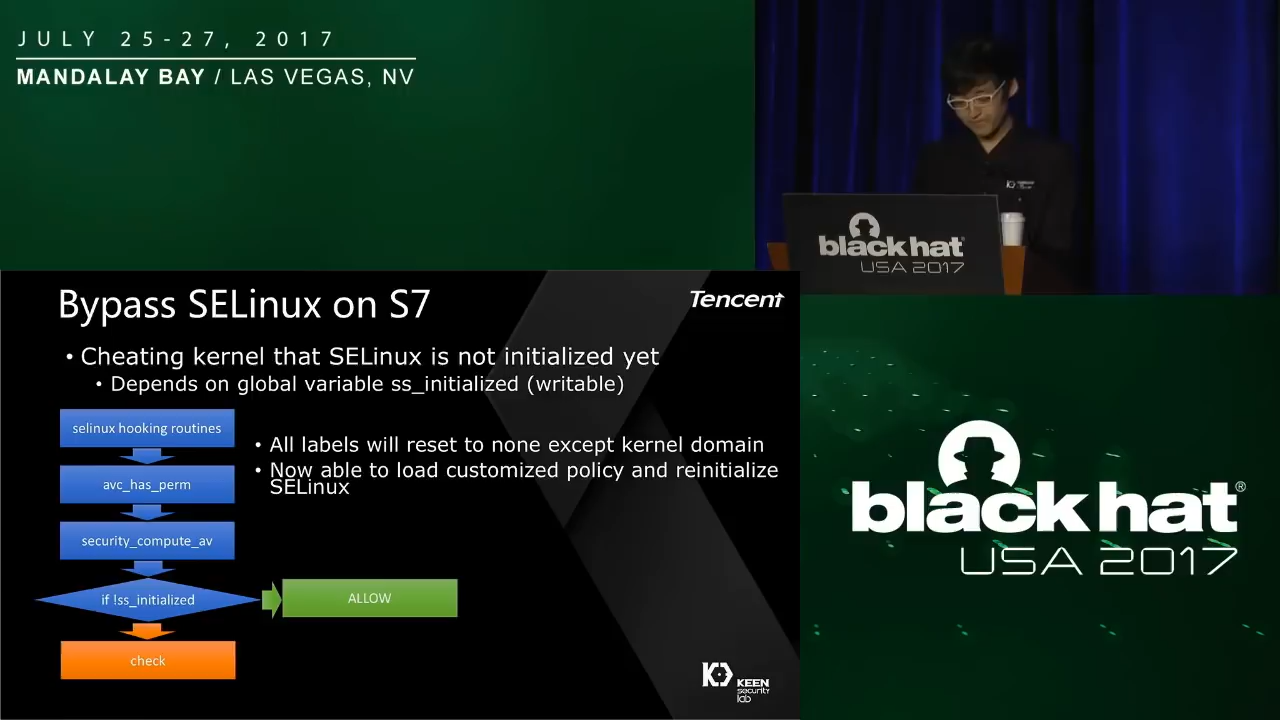 JULY 25-27, 2017
MANDALAY BAY / LAS VEGAS, NV
black hat®
USA 2017
Bypass SELinux on S7
Tencent
• Cheating kernel that SELinux is not initialized yet
• Depends on global variable ss_initialized (writable)
selinux hooking routines
avc_has_perm
security_compute_av
if !ss_initialized
ALLOW
check
• All labels will reset to none except kernel domain
• Now able to load customized policy and reinitialize
SELinux
KEEN
security
lab
black hat®
USA 2017